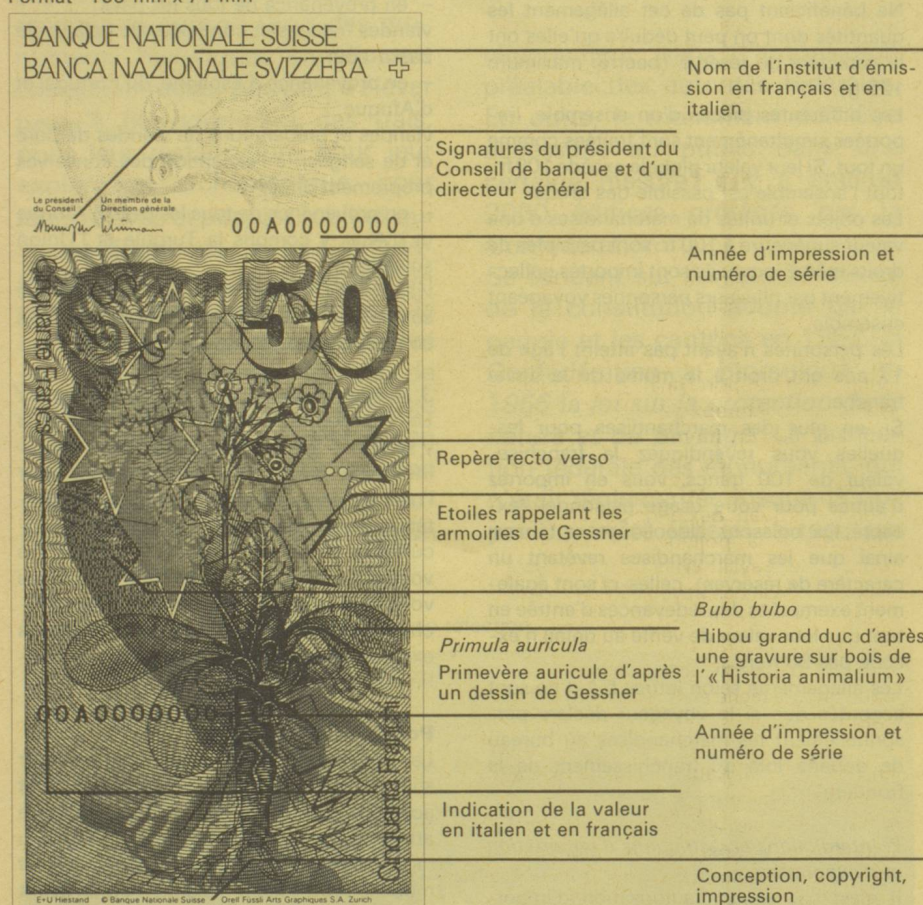 BANQUE NATIONALE SUISSE
BANCA NAZIONALE SVIZZERA
Nom de l'institut d'émis-
sion en français et en
italien
Signatures du président du
Conseil de banque et d'un
directeur général
Le président
du Conseil
Un membre de la
Direction générale
00A0000000
Année d'impression et
numéro de série
50
Cinquante Francs
Repère recto verso
Etoiles rappelant les
armoiries de Gessner
Bubo bubo
Hibou grand duc d'après
une gravure sur bois de
l'«Historia animalium»
Primula auricula
Primevère auricule d'après
un dessin de Gessner
00A0000000
Cinquanta Franchi
Année d'impression et
numéro de série
Indication de la valeur
en italien et en français
Conception, copyright,
impression
E+U Hiestand © Banque Nationale Suisse Orell Füssli Arts Graphiques S.A. Zurich